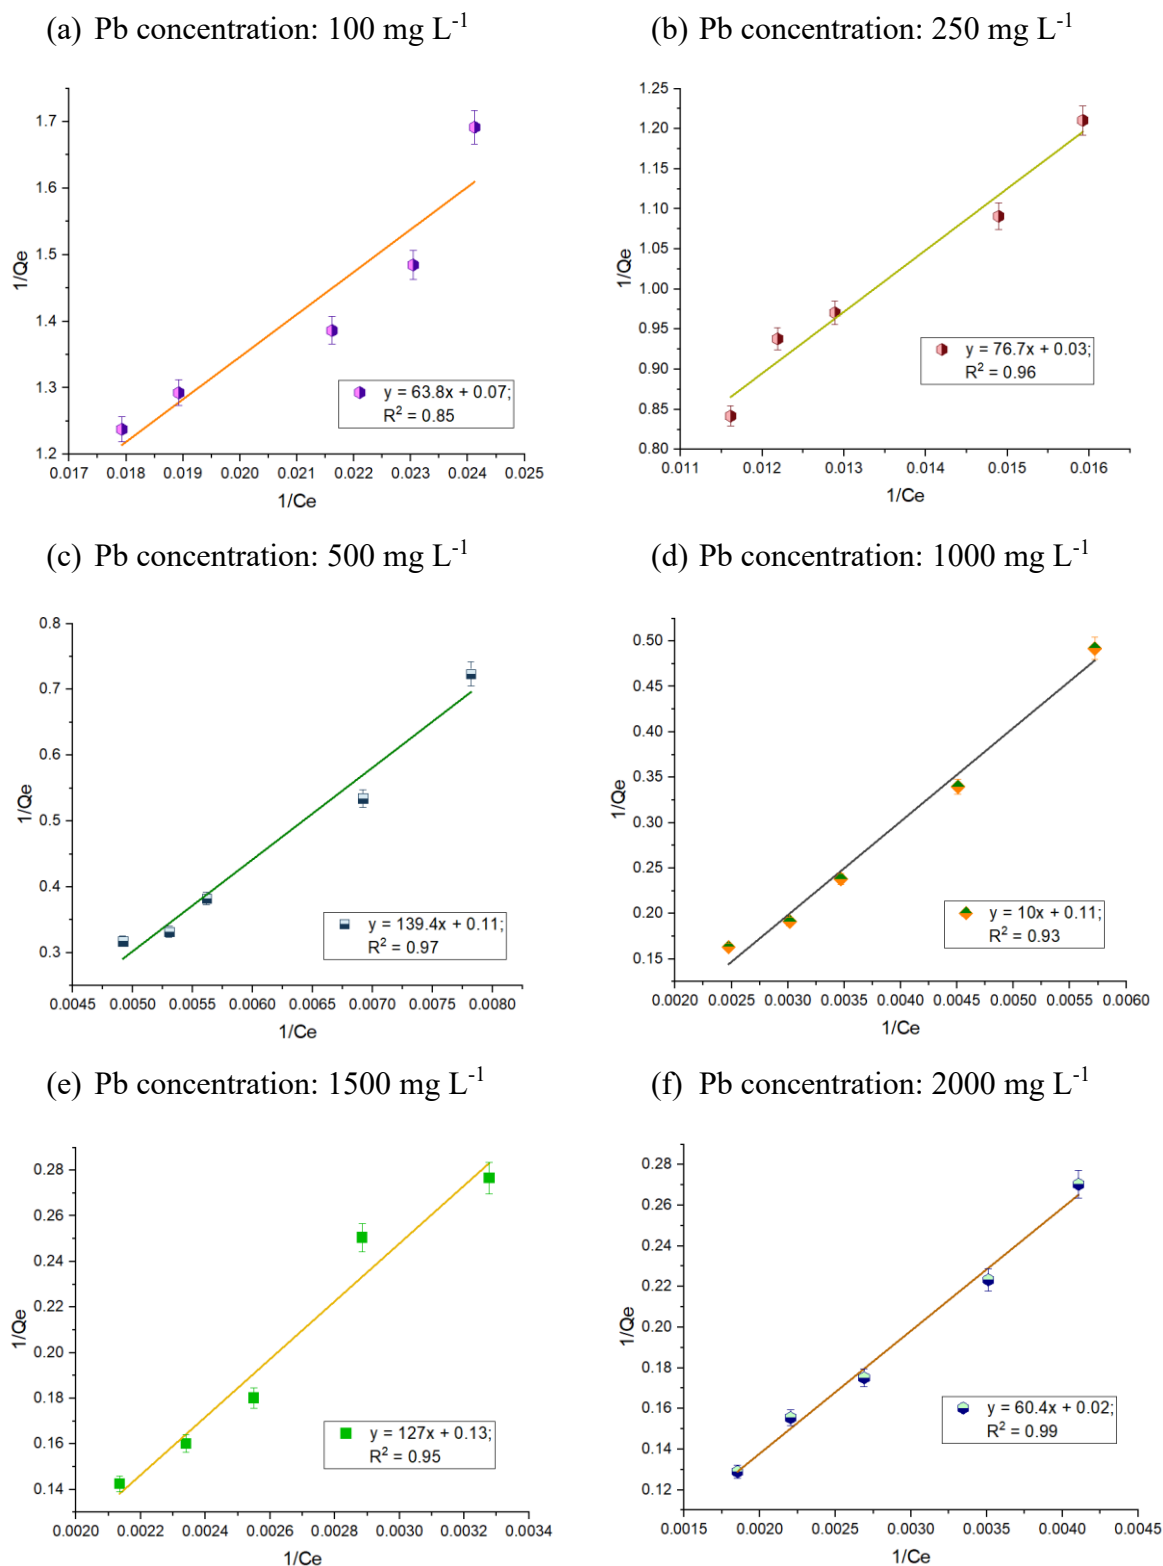 (a) Pb concentration: 100 mg L⁻¹
1/Qe
1.7
1.6
1.5
1.4
1.3
1.2
y = 63.8x + 0.07;
R² = 0.85
0.017 0.018 0.019 0.020 0.021 0.022 0.023 0.024 0.025
1/Ce
(b) Pb concentration: 250 mg L⁻¹
1/Qe
1.25
1.20
1.15
1.10
1.05
1.00
0.95
0.90
0.85
0.80
y = 76.7x + 0.03;
R² = 0.96
0.011 0.012 0.013 0.014 0.015 0.016
1/Ce
(c) Pb concentration: 500 mg L⁻¹
1/Qe
0.8
0.7
0.6
0.5
0.4
0.3
y = 139.4x + 0.11;
R² = 0.97
0.0045 0.0050 0.0055 0.0060 0.0065 0.0070 0.0075 0.0080
1/Ce
(d) Pb concentration: 1000 mg L⁻¹
1/Qe
0.50
0.45
0.40
0.35
0.30
0.25
0.20
0.15
y = 10x + 0.11;
R² = 0.93
0.0020 0.0025 0.0030 0.0035 0.0040 0.0045 0.0050 0.0055 0.0060
1/Ce
(e) Pb concentration: 1500 mg L⁻¹
1/Qe
0.28
0.26
0.24
0.22
0.20
0.18
0.16
0.14
y = 127x + 0.13;
R² = 0.95
0.0020 0.0022 0.0024 0.0026 0.0028 0.0030 0.0032 0.0034
1/Ce
(f) Pb concentration: 2000 mg L⁻¹
1/Qe
0.28
0.26
0.24
0.22
0.20
0.18
0.16
0.14
0.12
y = 60.4x + 0.02;
R² = 0.99
0.0015 0.0020 0.0025 0.0030 0.0035 0.0040 0.0045
1/Ce